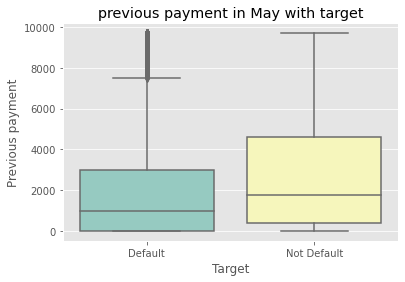 previous payment in May with target
10000
8000
6000
4000
2000
0
Previous payment
Default
Not Default
Target